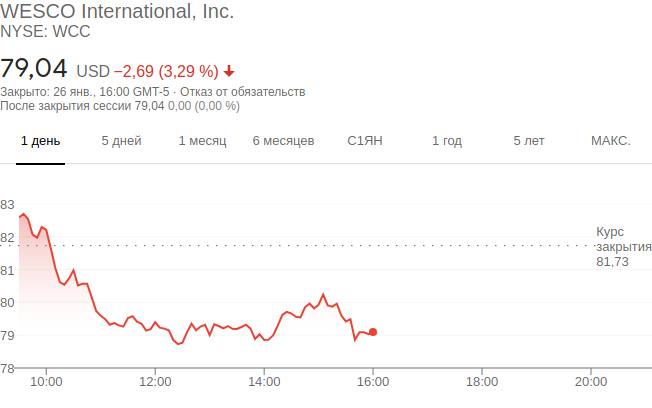 WESCO International, Inc.
NYSE: WCC
79,04 USD −2,69 (3,29 %)
Закрыто: 26 янв., 16:00 GMT-5 · Отказ от обязательств
После закрытия сессии 79,04 0,00 (0,00 %)
1 день 5 дней 1 месяц 6 месяцев С1ЯН 1 год 5 лет МАКС.
83
82
81
80
79
78
Курс
закрытия
81,73
10:00 12:00 14:00 16:00 18:00 20:00